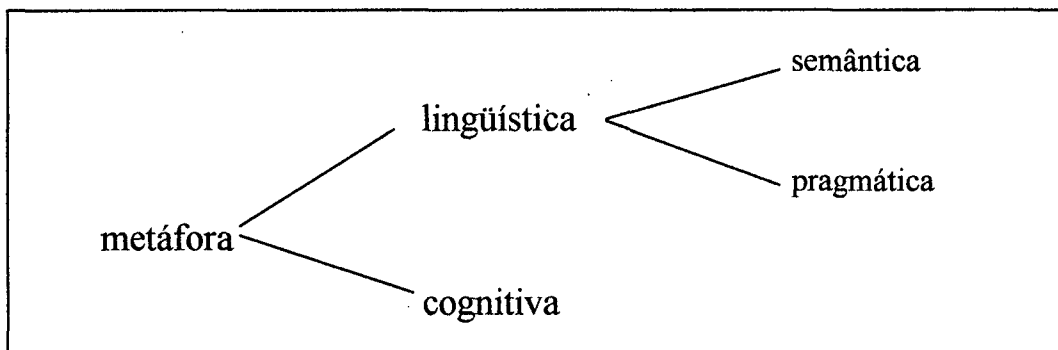 semântica
lingüística
pragmática
metáfora
cognitiva